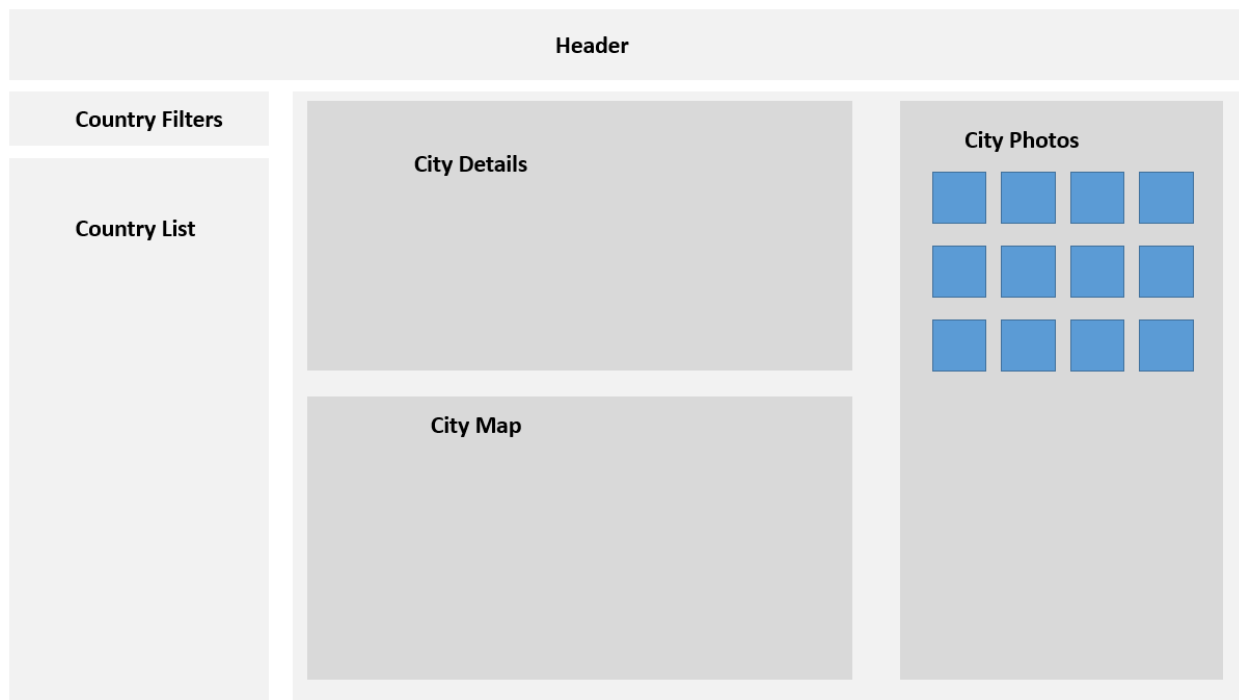 Header
Country Filters
Country List
City Details
City Map
City Photos